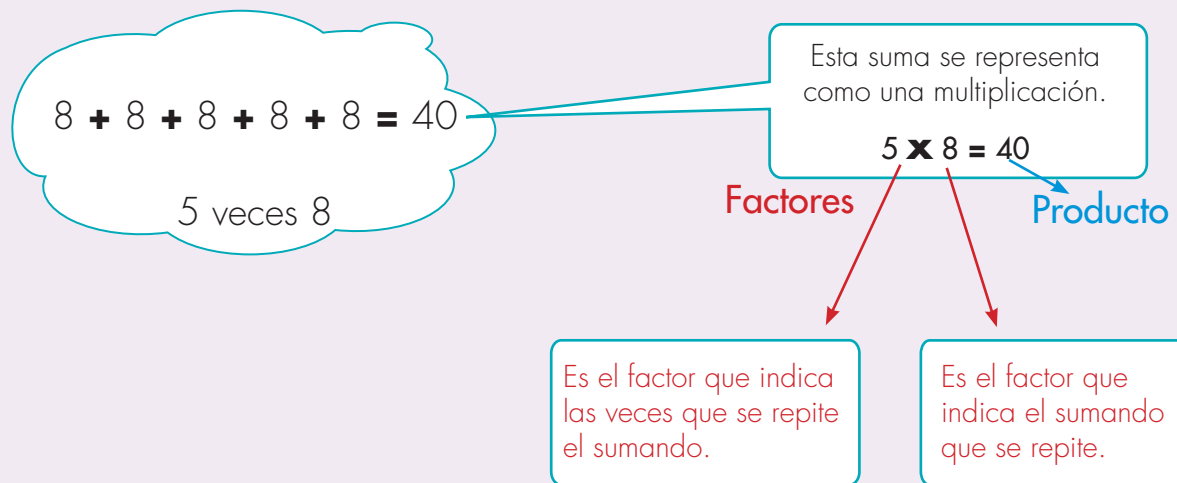 8 + 8 + 8 + 8 + 8 = 40
5 veces 8
Esta suma se representa
como una multiplicación.
5 x 8 = 40
Factores
Producto
Es el factor que indica
las veces que se repite
el sumando.
Es el factor que
indica el sumando
que se repite.